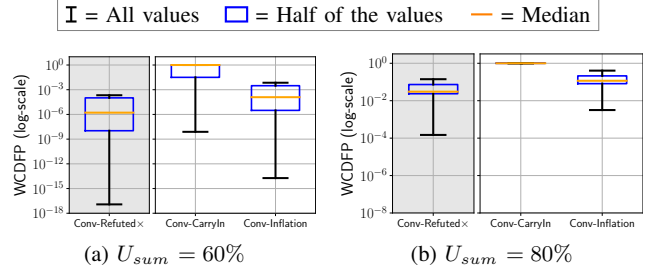 = All values = Half of the values = Median
WCDFP (log-scale)
10^0
10^-3
10^-6
10^-9
10^-12
10^-15
10^-18
Conv-Refuted× Conv-CarryIn Conv-Inflation
(a) U_sum = 60%
WCDFP (log-scale)
10^0
10^-2
10^-4
10^-6
10^-8
Conv-Refuted× Conv-CarryIn Conv-Inflation
(b) U_sum = 80%